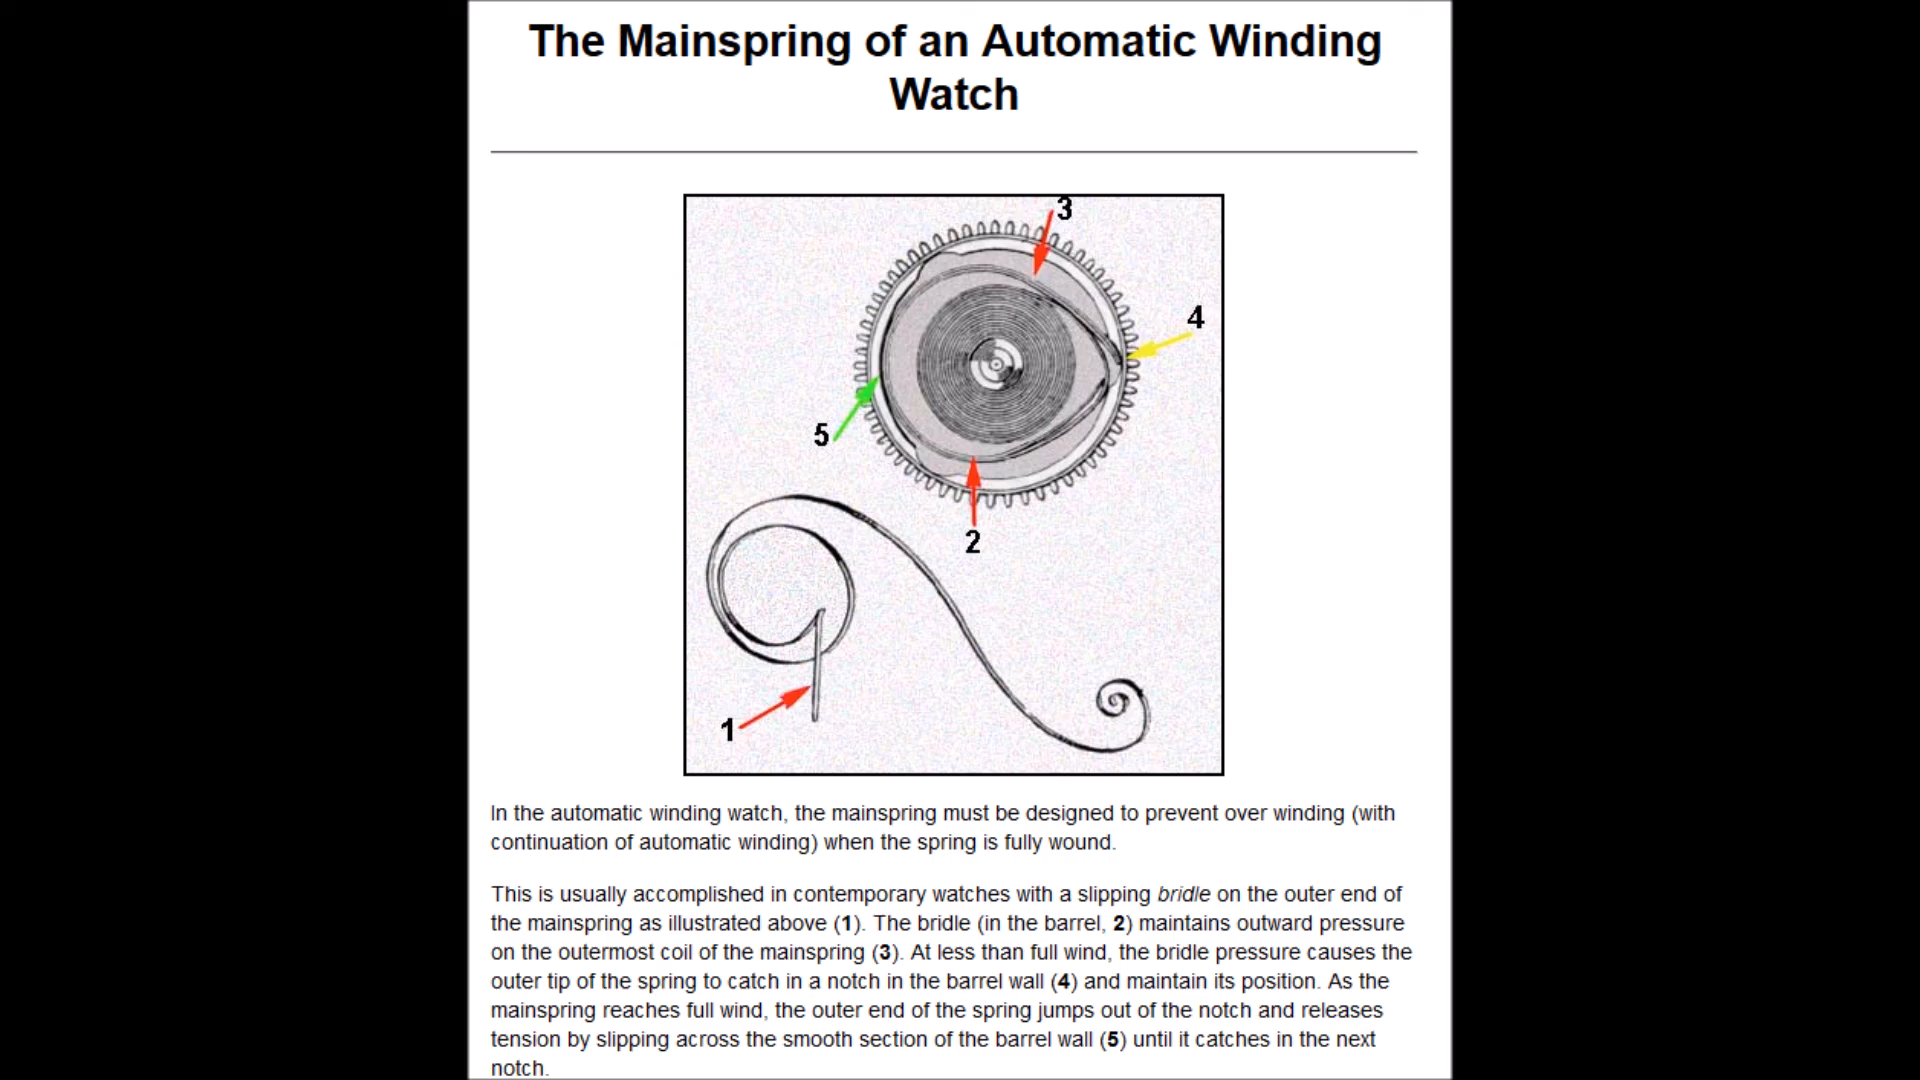 The Mainspring of an Automatic Winding
Watch
3
4
5
2
1
In the automatic winding watch, the mainspring must be designed to prevent over winding (with
continuation of automatic winding) when the spring is fully wound.
This is usually accomplished in contemporary watches with a slipping bridle on the outer end of
the mainspring as illustrated above (1). The bridle (in the barrel, 2) maintains outward pressure
on the outermost coil of the mainspring (3). At less than full wind, the bridle pressure causes the
outer tip of the spring to catch in a notch in the barrel wall (4) and maintain its position. As the
mainspring reaches full wind, the outer end of the spring jumps out of the notch and releases
tension by slipping across the smooth section of the barrel wall (5) until it catches in the next
notch.